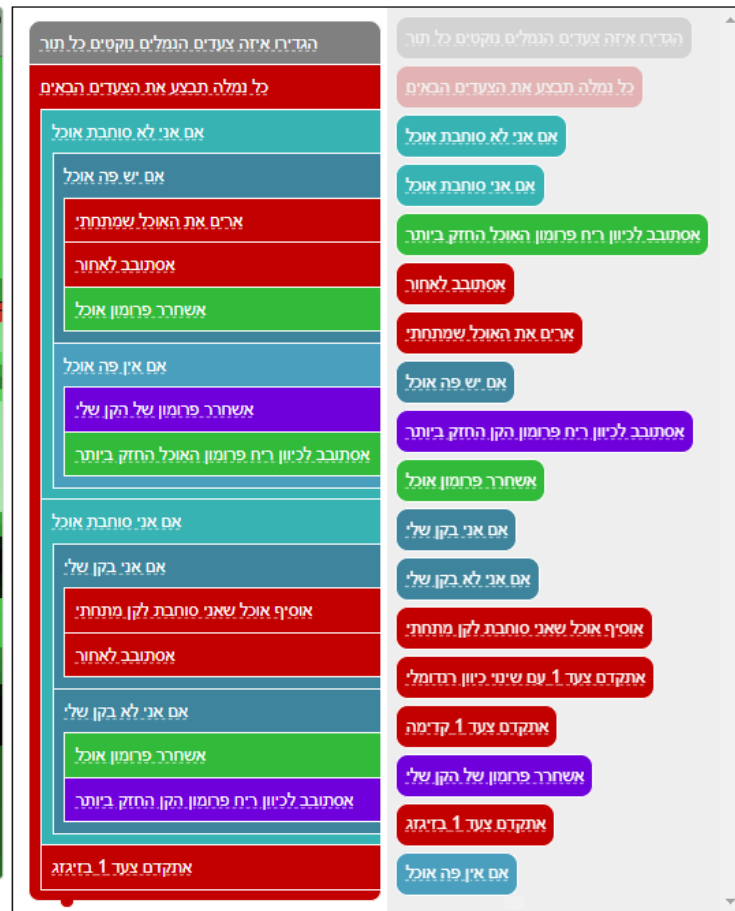 הגדירו איזה צעדים הנמלים נוקטים כל תור
כל נמלה תבצע את הצעדים הבאים
אם אני לא סוחבת אוכל
אם יש פה אוכל
ארים את האוכל שמתחתי
אסתובב לאחור
אשחרר פרומון אוכל
אם אין פה אוכל
אשחרר פרומון של הקן שלי
אסתובב לכיוון ריח פרומון האוכל החזק ביותר
אם אני סוחבת אוכל
אם אני בקן שלי
אוסיף אוכל שאני סוחבת לקן מתחתי
אסתובב לאחור
אם אני לא בקן שלי
אשחרר פרומון אוכל
אסתובב לכיוון ריח פרומון הקן החזק ביותר
אתקדם צעד 1 בזיגזג
הגדירו איזה צעדים הנמלים נוקטים כל תור
כל נמלה תבצע את הצעדים הבאים
אם אני לא סוחבת אוכל
אם אני סוחבת אוכל
אסתובב לכיוון ריח פרומון האוכל החזק ביותר
אסתובב לאחור
ארים את האוכל שמתחתי
אם יש פה אוכל
אסתובב לכיוון ריח פרומון הקן החזק ביותר
אשחרר פרומון אוכל
אם אני בקן שלי
אם אני לא בקן שלי
אוסיף אוכל שאני סוחבת לקן מתחתי
אתקדם צעד 1 עם שינוי כיוון רנדומלי
אתקדם צעד 1 קדימה
אשחרר פרומון של הקן שלי
אתקדם צעד 1 בזיגזג
אם אין פה אוכל